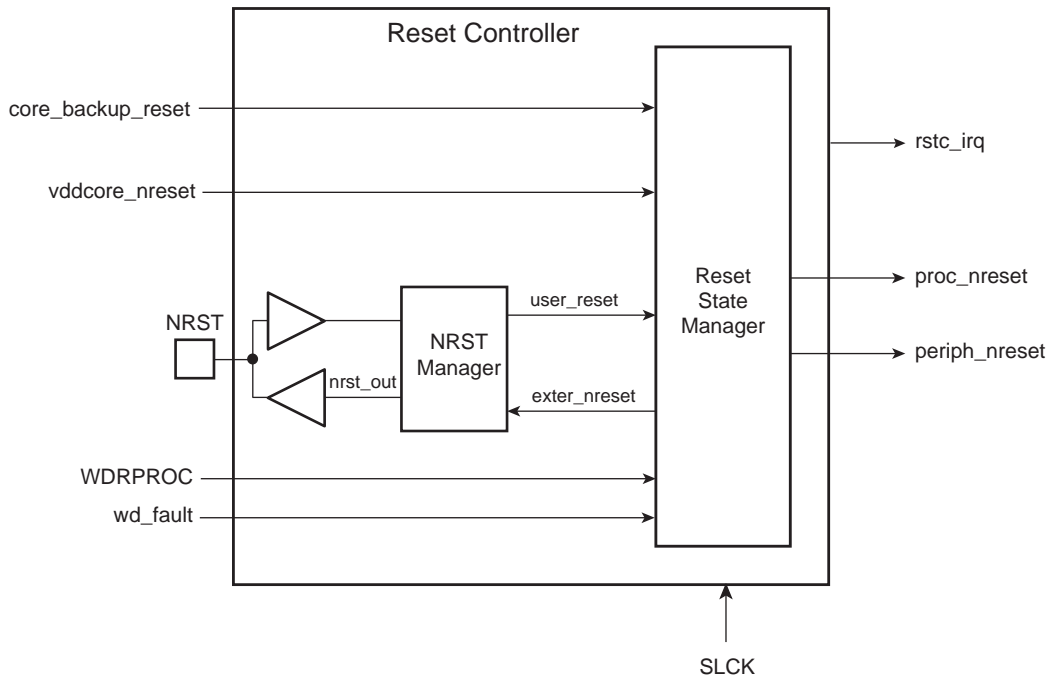 Reset Controller
core_backup_reset
rstc_irq
vddcore_nreset
Reset
State
Manager
proc_nreset
user_reset
NRST
NRST
Manager
periph_nreset
nrst_out
exter_nreset
WDRPROC
wd_fault
SLCK